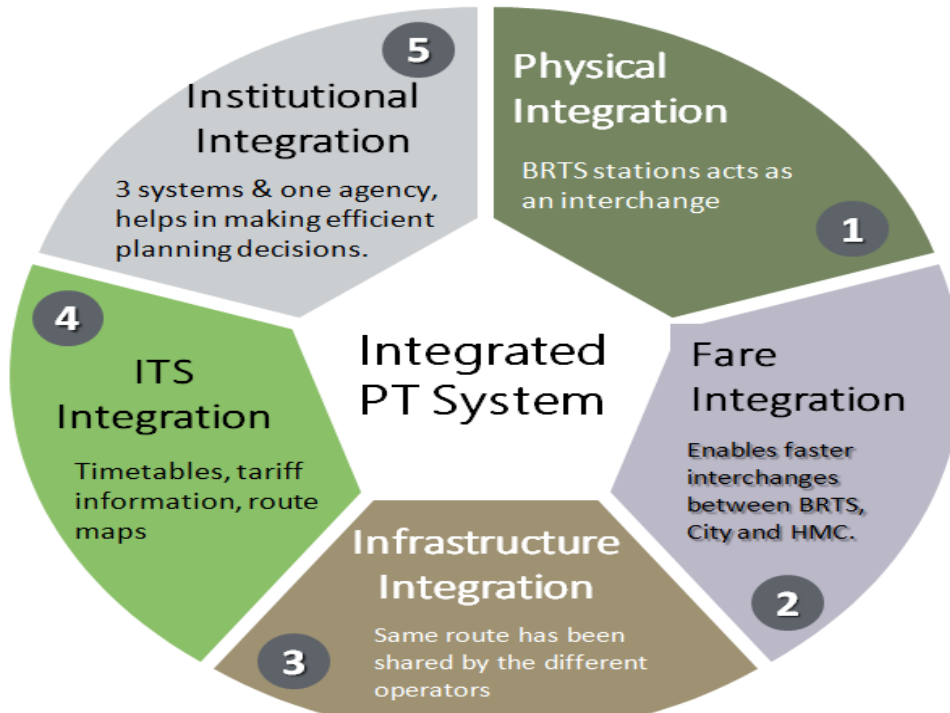 Integrated
PT System
Physical
Integration
BRTS stations acts as
an interchange
1
Fare
Integration
Enables faster
interchanges
between BRTS,
City and HMC.
2
Infrastructure
Integration
Same route has been
shared by the different
operators
3
4
ITS
Integration
Timetables, tariff
information, route
maps
5
Institutional
Integration
3 systems & one agency,
helps in making efficient
planning decisions.